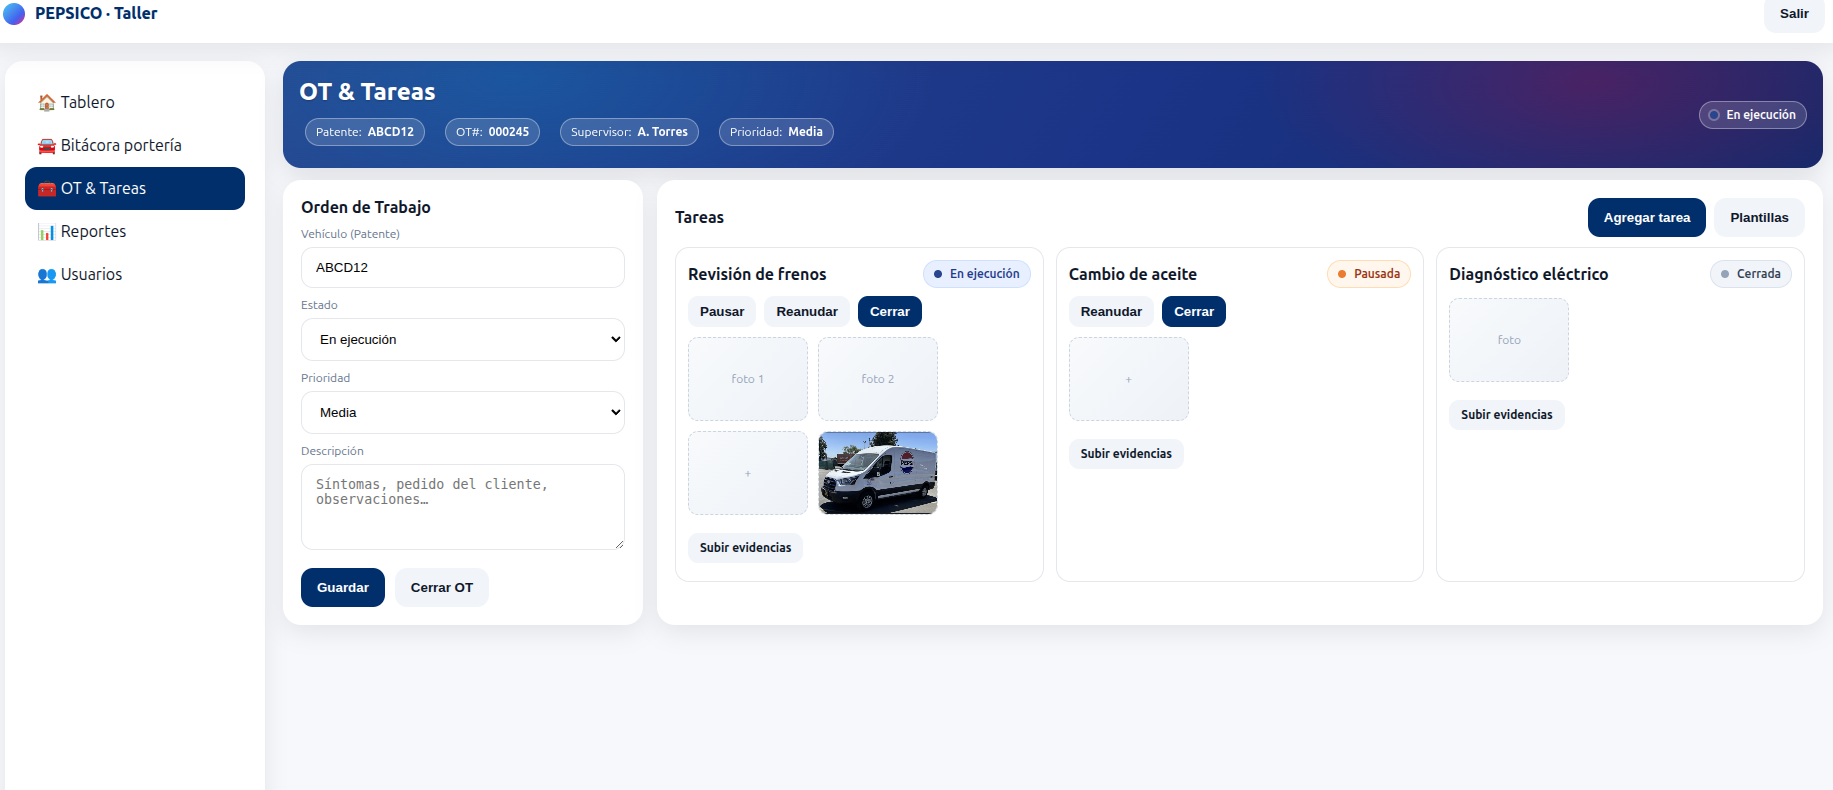 PEPSICO · Taller
Salir
🏠 Tablero
🚘 Bitácora portería
🧰 OT & Tareas
📊 Reportes
👥 Usuarios
OT & Tareas
Patente: ABCD12
OT#: 000245
Supervisor: A. Torres
Prioridad: Media
En ejecución
Orden de Trabajo
Vehículo (Patente)
ABCD12
Estado
En ejecución
Prioridad
Media
Descripción
Síntomas, pedido del cliente,
observaciones…
Guardar
Cerrar OT
Tareas
Agregar tarea
Plantillas
Revisión de frenos
En ejecución
Pausar
Reanudar
Cerrar
foto 1
foto 2
+
PEPSI
Subir evidencias
Cambio de aceite
Pausada
Reanudar
Cerrar
+
Subir evidencias
Diagnóstico eléctrico
Cerrada
foto
Subir evidencias